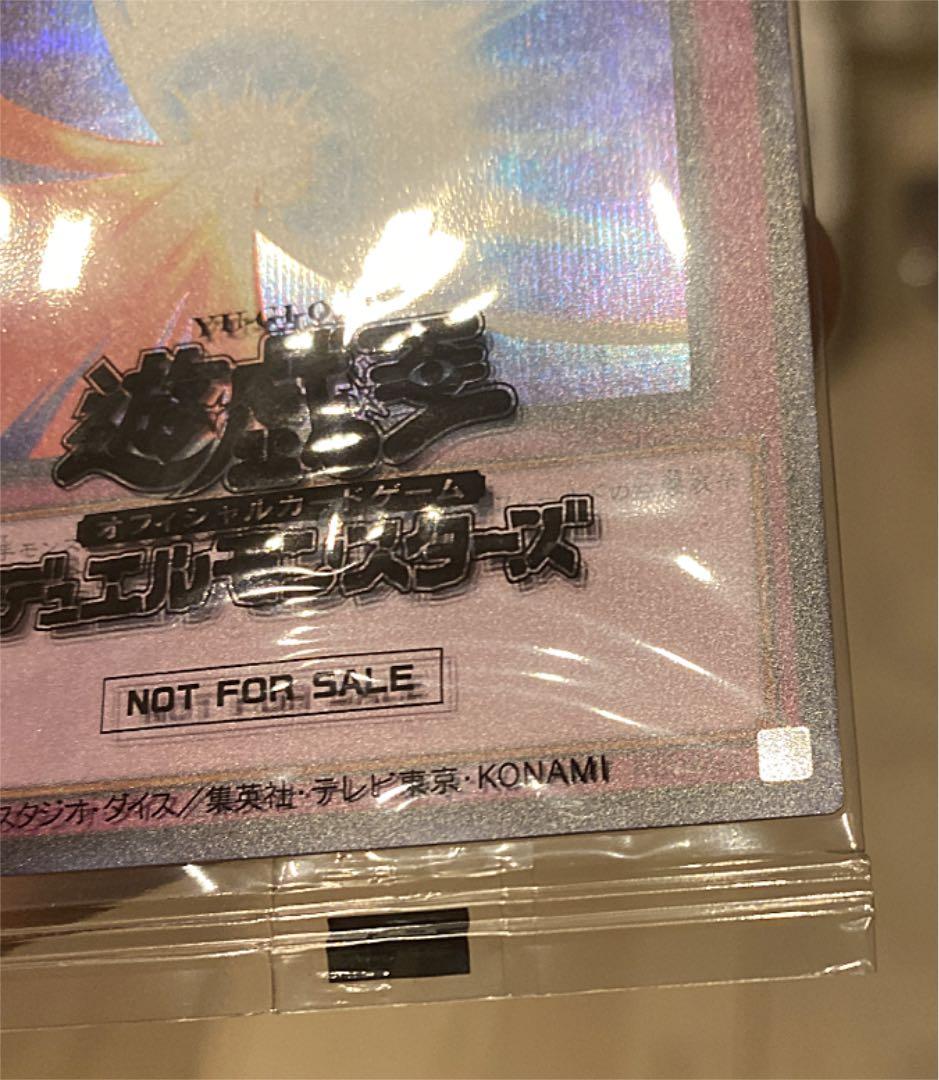 YU-GI-O
遊戯王
オフィシャルカードゲーム
デュエルモンスターズ
NOT FOR SALE
スタジオ・ダイス/集英社・テレビ東京・KONAMI